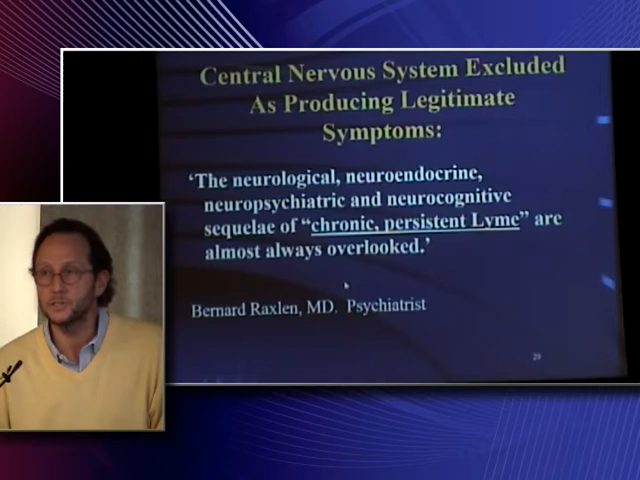 Central Nervous System Excluded
As Producing Legitimate
Symptoms:
‘The neurological, neuroendocrine,
neuropsychiatric and neurocognitive
sequelae of “chronic, persistent Lyme” are
almost always overlooked.’
Bernard Raxlen, MD. Psychiatrist
29